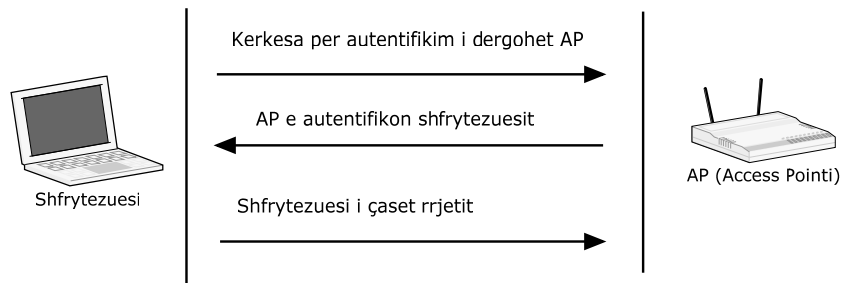 Kerkesa per autentifikim i dergohet AP
AP e autentifikon shfrytezuesit
Shfrytezuesi
AP (Access Pointi)
Shfrytezuesi i çaset rrjetit